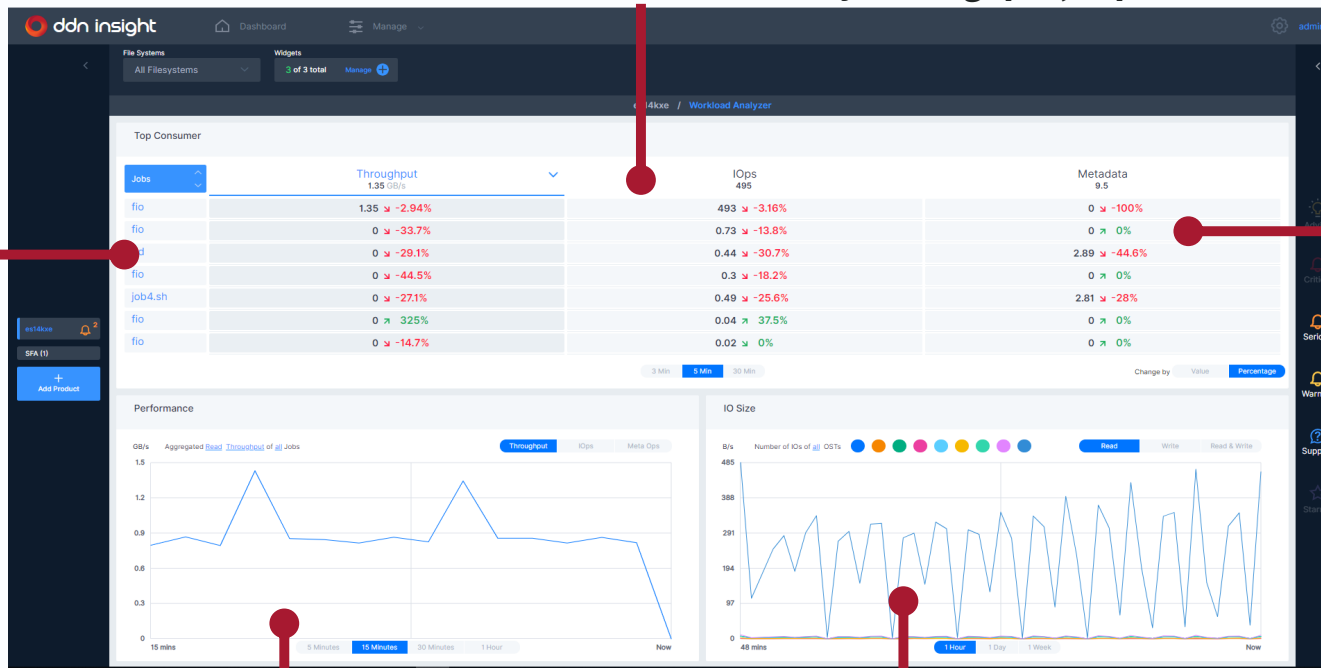 ddn insight
Dashboard
Manage
admin
File Systems
All Filesystems
Widgets
3 of 3 total Manage
/ Workload Analyzer
Top Consumer
Jobs
Throughput
1.35 GB/s
IOps
495
Metadata
9.5
fio 1.35 -2.94% 493 -3.16% 0 -100%
fio 0 -33.7% 0.73 -13.8% 0 0%
0 -29.1% 0.44 -30.7% 2.89 -44.6%
fio 0 -44.5% 0.3 -18.2% 0 0%
job4.sh 0 -27.1% 0.49 -25.6% 2.81 -28%
fio 0 325% 0.04 37.5% 0 0%
fio 0 -14.7% 0.02 0% 0 0%
3 Min 5 Min 30 Min
Change by Value Percentage
es14kxe 2
SFA (1)
+
Add Product
Critic
Serio
Warn
Supp
Star
Performance
GB/s Aggregated Read Throughput of all Jobs
Throughput IOps Meta Ops
1.5
1.2
0.9
0.6
0.3
0
15 mins
5 Minutes 15 Minutes 30 Minutes 1 Hour
Now
IO Size
B/s Number of IOs of all OSTs
Read Write Read & Write
485
388
291
194
97
0
48 mins
1 Hour 1 Day 1 Week
Now